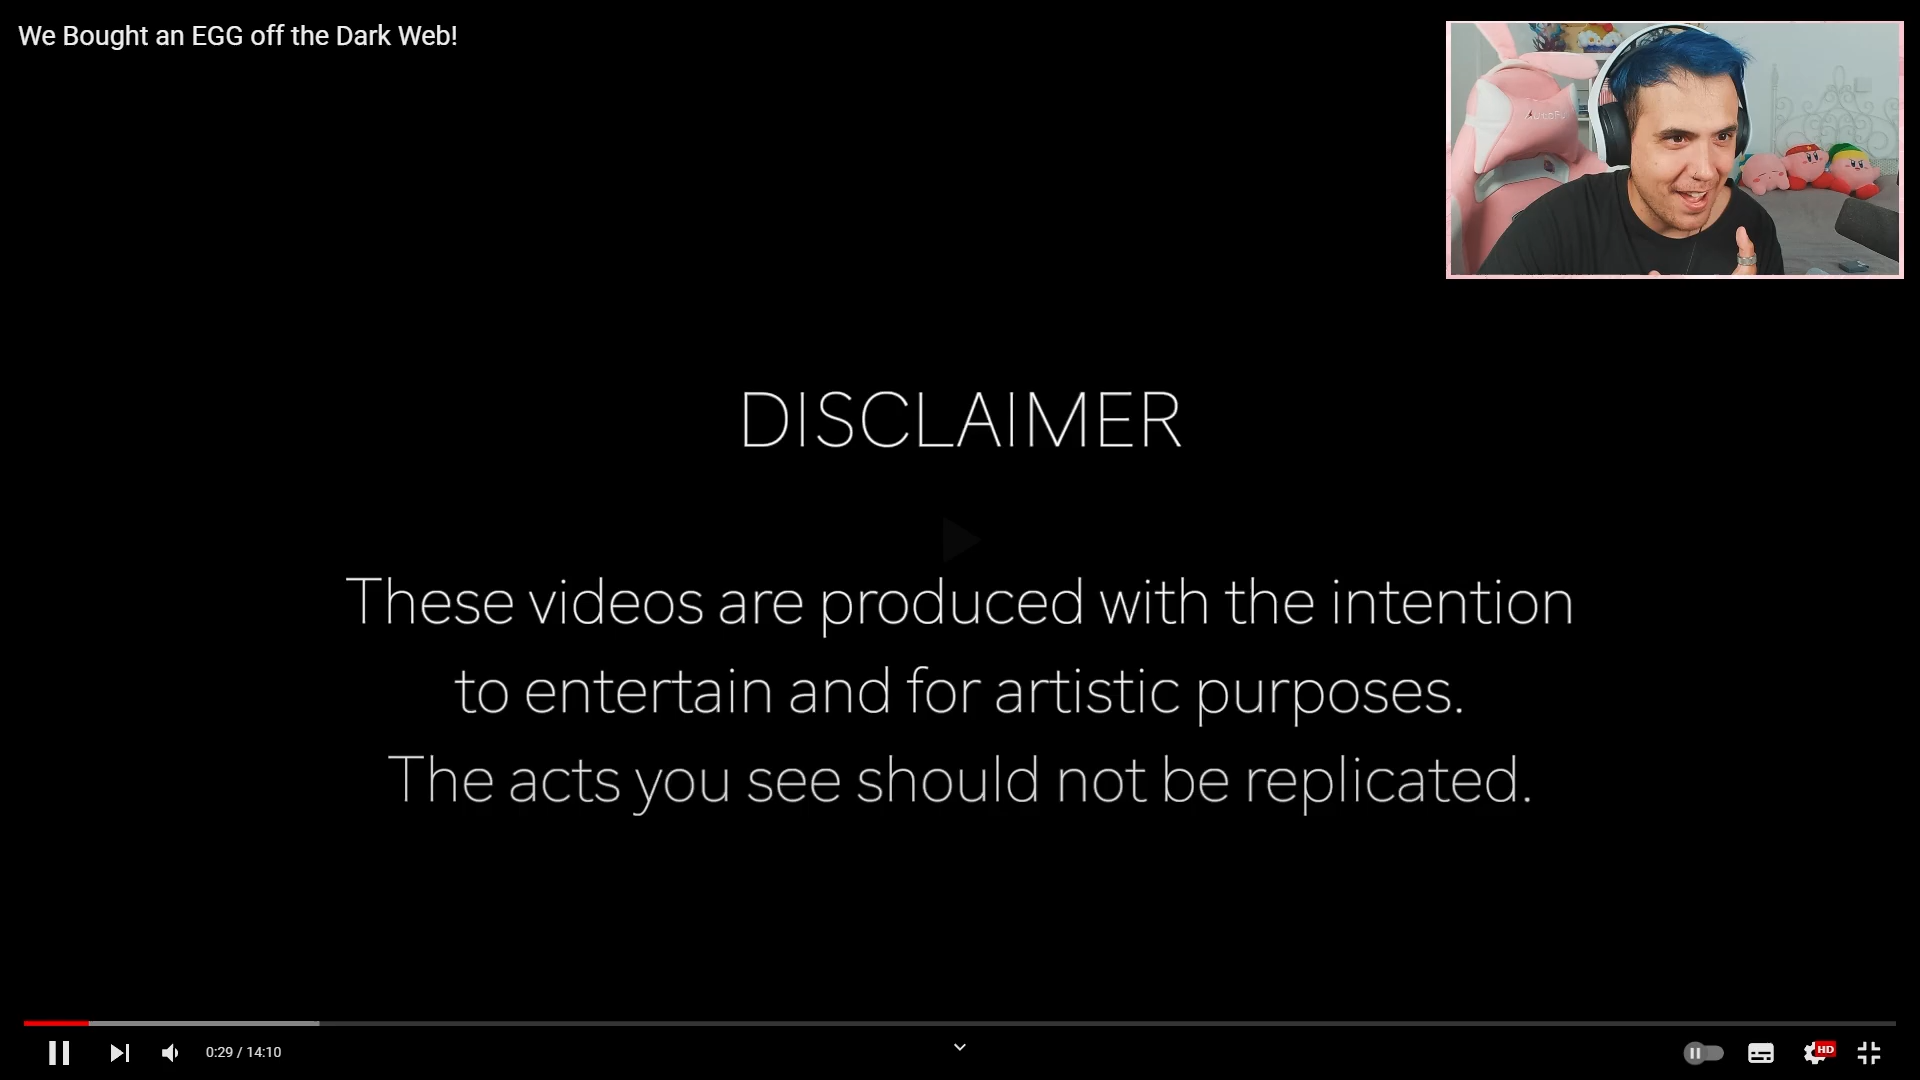 We Bought an EGG off the Dark Web!
DISCLAIMER
These videos are produced with the intention
to entertain and for artistic purposes.
The acts you see should not be replicated.
0:29 / 14:10
HD